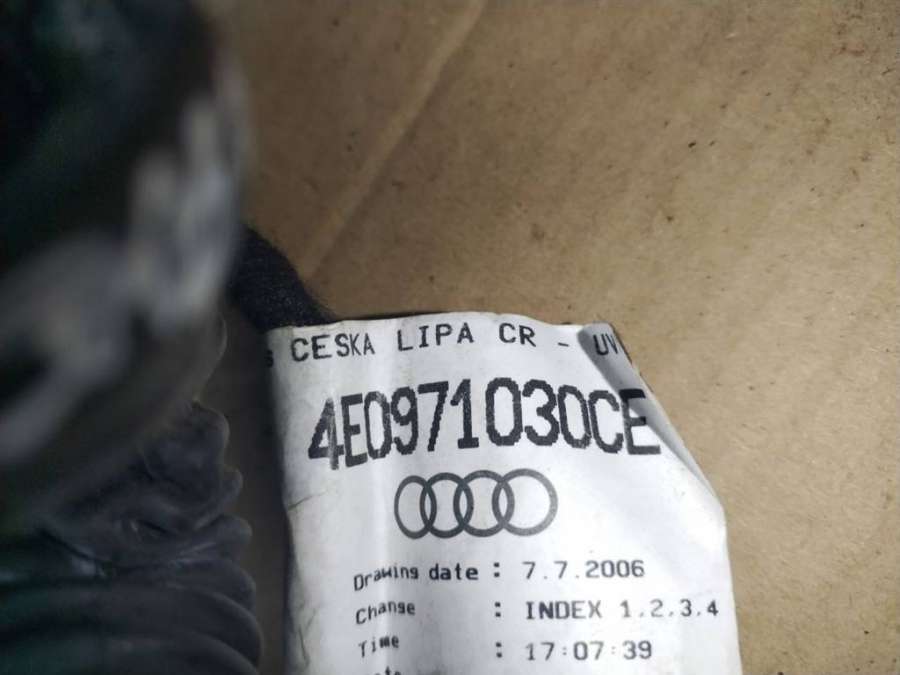 CESKA LIPA CR - UV
4E0971030CE
Drawing date : 7.7.2006
Change : INDEX 1.2.3.4
Time : 17:07:39